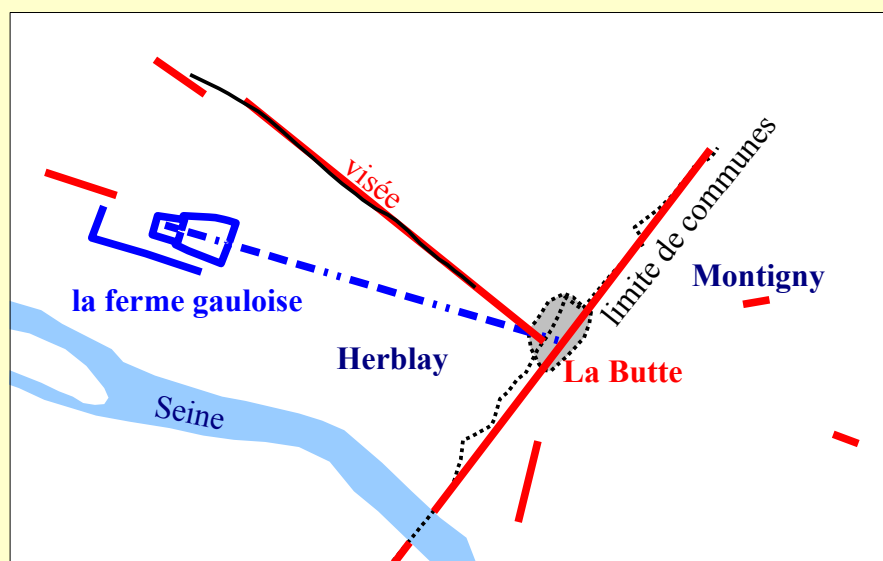 visée
limite de communes
Montigny
la ferme gauloise
Herblay
La Butte
Seine